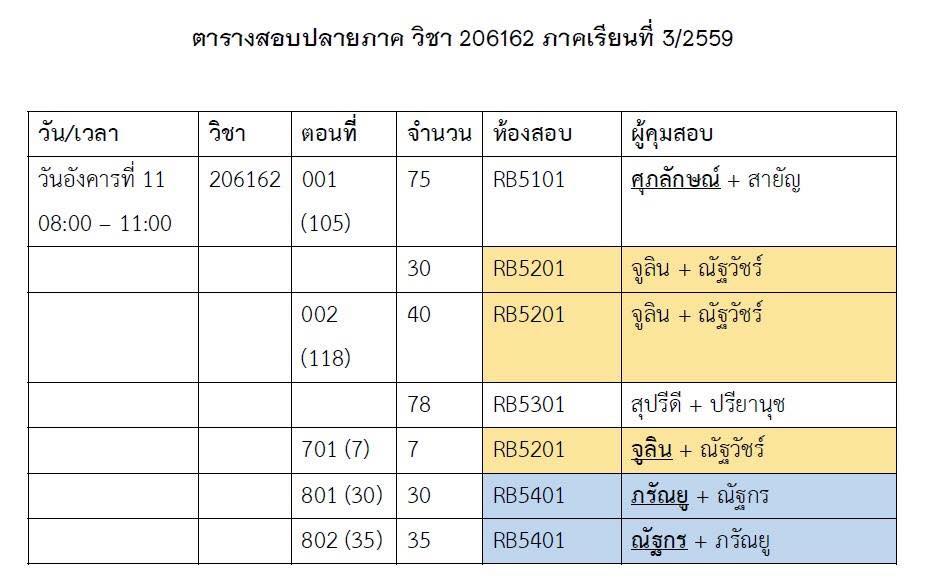 ตารางสอบปลายภาค วิชา 206162 ภาคเรียนที่ 3/2559
วัน/เวลา วิชา ตอนที่ จำนวน ห้องสอบ ผู้คุมสอบ
วันอังคารที่ 11 206162 001 75 RB5101 ศุภลักษณ์ + สายัญ
08:00 – 11:00 (105)
30 RB5201 จูลิน + ณัฐวัชร์
002 40 RB5201 จูลิน + ณัฐวัชร์
(118)
78 RB5301 สุปรีดี + ปรียานุช
701 (7) 7 RB5201 จูลิน + ณัฐวัชร์
801 (30) 30 RB5401 ภรัณยู + ณัฐกร
802 (35) 35 RB5401 ณัฐกร + ภรัณยู